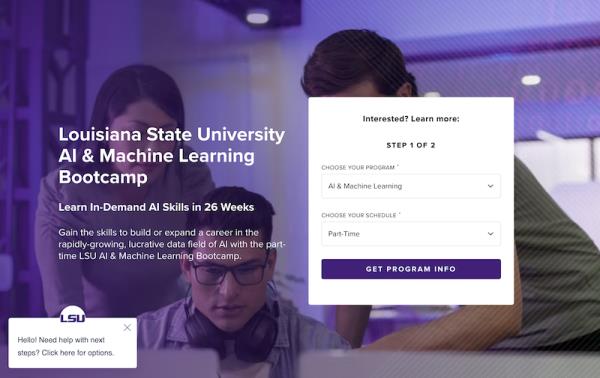 Louisiana State University
AI & Machine Learning
Bootcamp
Learn In-Demand AI Skills in 26 Weeks
Gain the skills to build or expand a career in the
rapidly-growing, lucrative data field of AI with the part-
time LSU AI & Machine Learning Bootcamp.
Interested? Learn more:
STEP 1 OF 2
CHOOSE YOUR PROGRAM *
AI & Machine Learning
CHOOSE YOUR SCHEDULE *
Part-Time
GET PROGRAM INFO
LSU
Hello! Need help with next
steps? Click here for options.